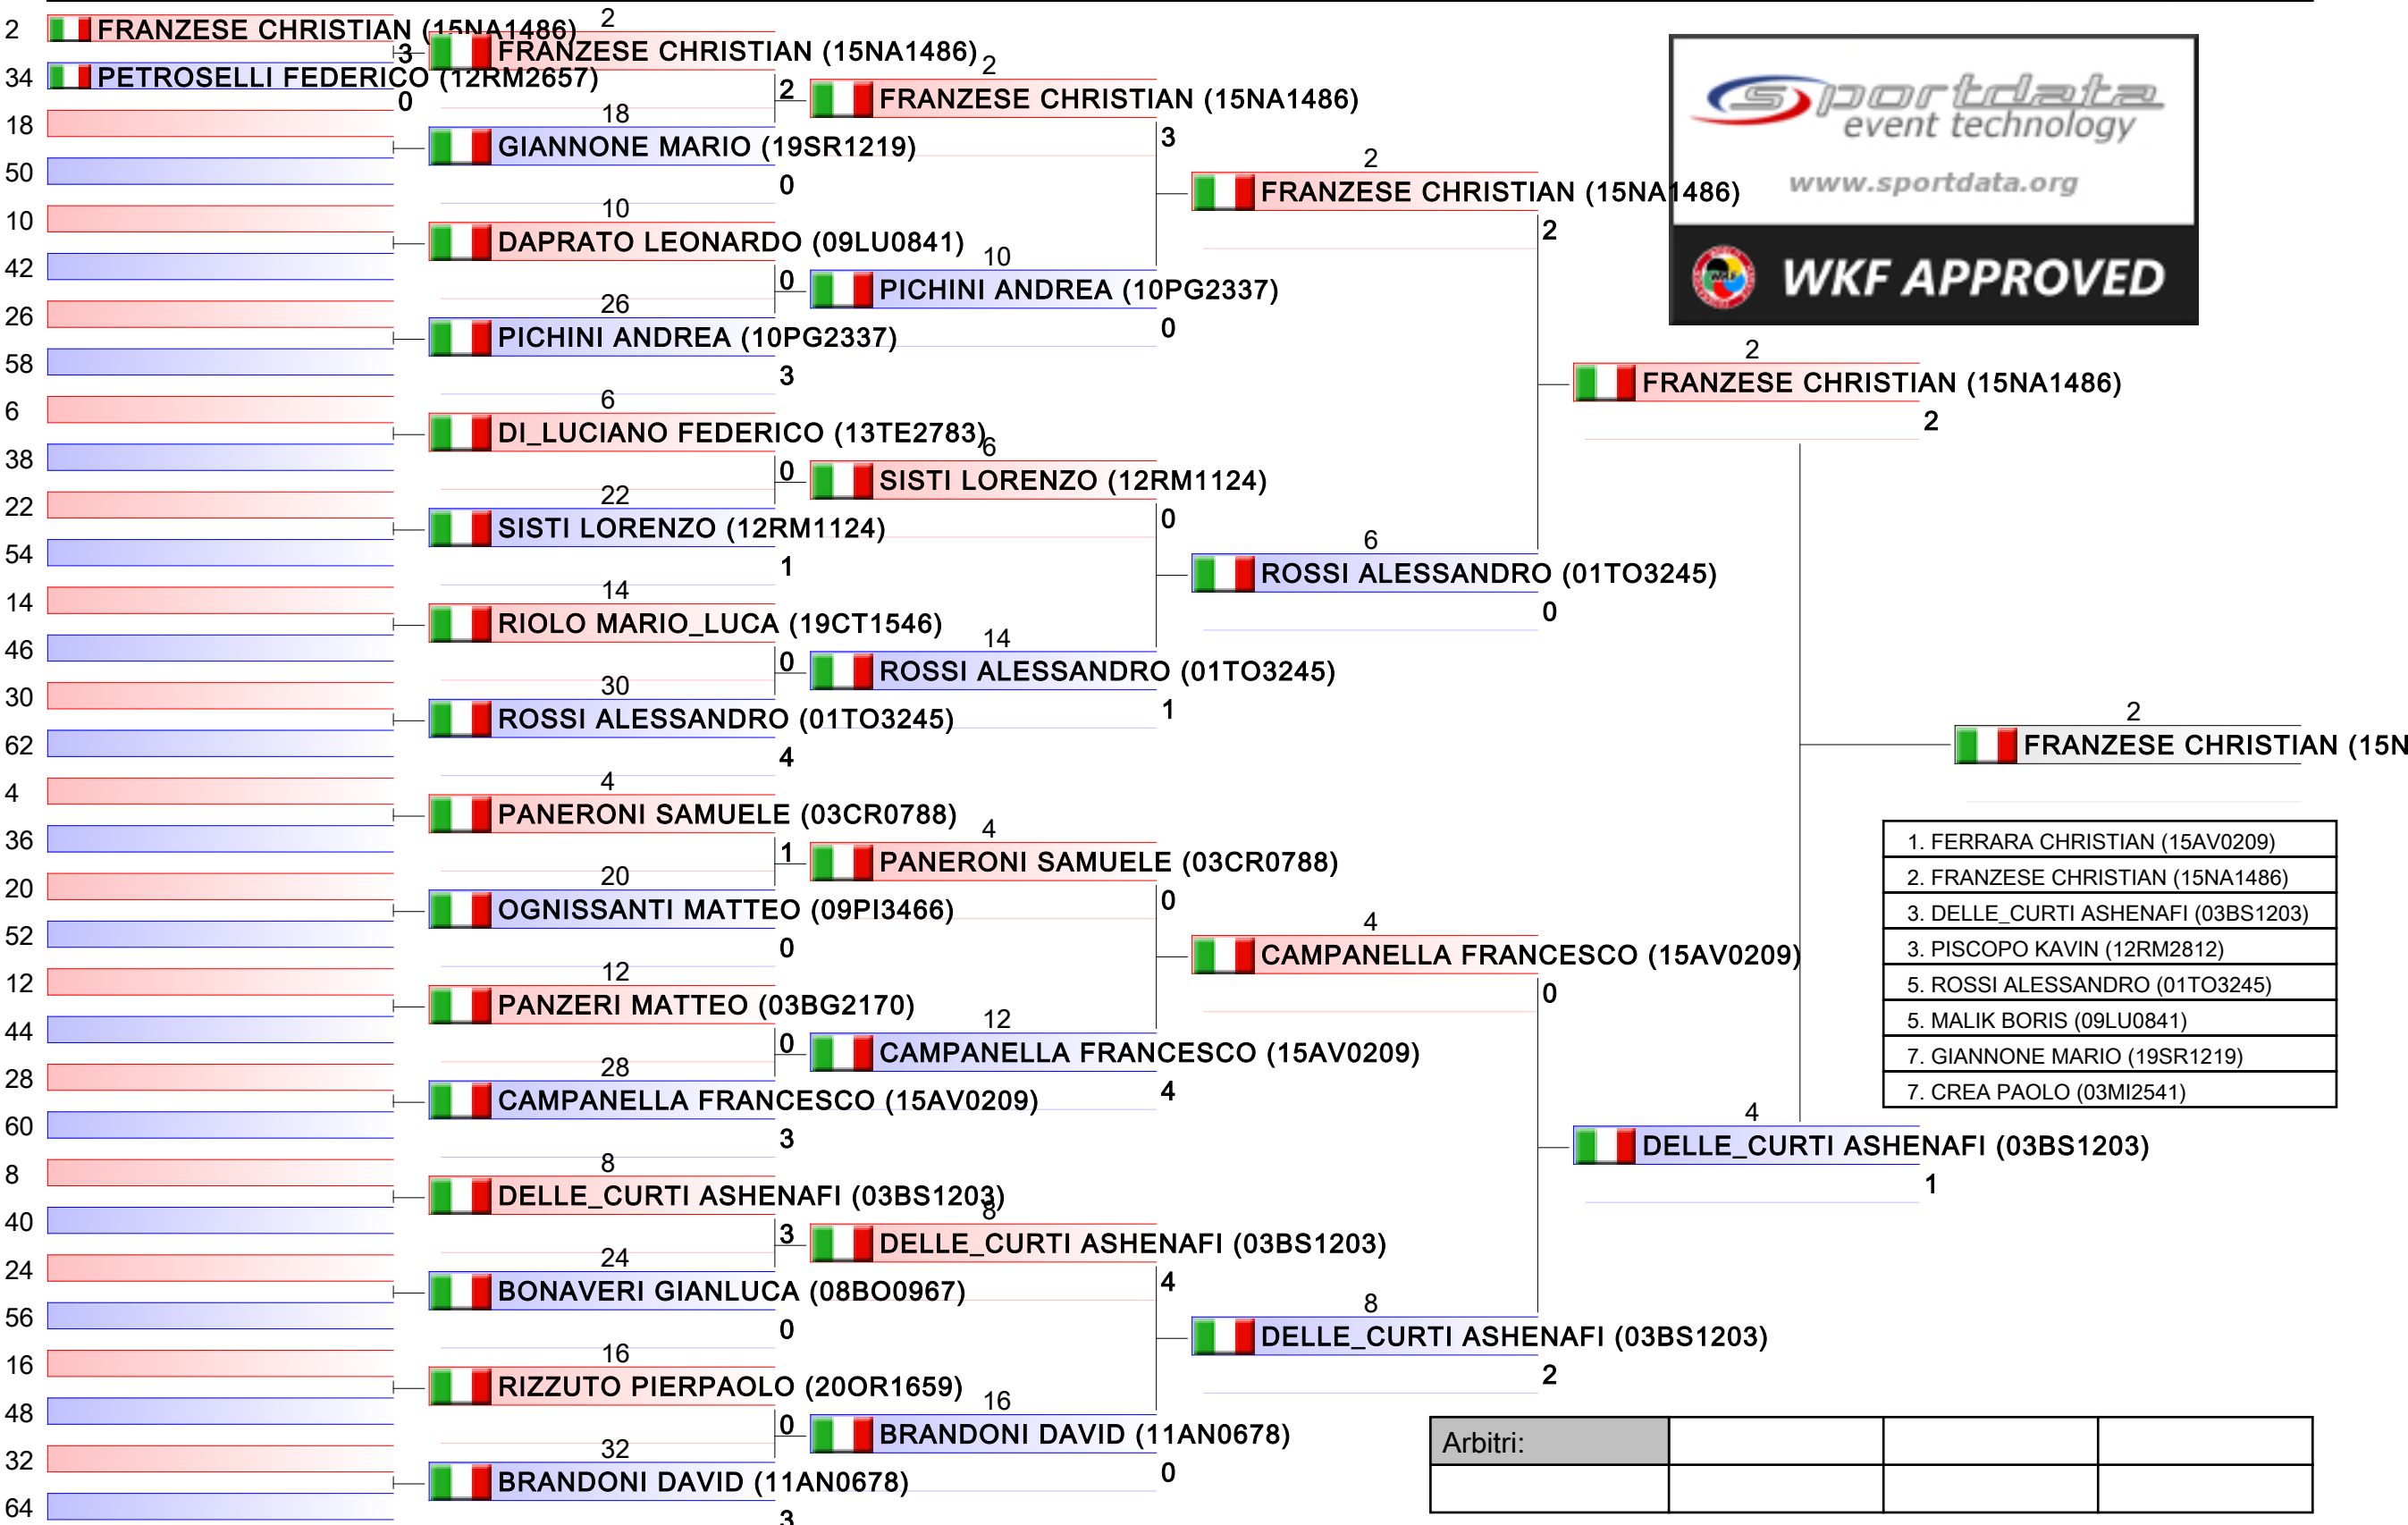 2 FRANZESE CHRISTIAN (15NA1486)
3
34 PETROSELLI FEDERICO (12RM2657)
0
18
50
10
42
26
58
6
38
22
54
14
46
30
62
4
36
20
52
12
44
28
60
8
40
24
56
16
48
32
64
2
FRANZESE CHRISTIAN (15NA1486)
2
18
GIANNONE MARIO (19SR1219)
0
10
DAPRATO LEONARDO (09LU0841)
0
26
PICHINI ANDREA (10PG2337)
3
6
DI_LUCIANO FEDERICO (13TE2783)
0
22
SISTI LORENZO (12RM1124)
1
14
RIOLO MARIO_LUCA (19CT1546)
0
30
ROSSI ALESSANDRO (01TO3245)
4
4
PANERONI SAMUELE (03CR0788)
1
20
OGNISSANTI MATTEO (09PI3466)
0
12
PANZERI MATTEO (03BG2170)
0
28
CAMPANELLA FRANCESCO (15AV0209)
3
8
DELLE_CURTI ASHENAFI (03BS1203)
3
24
BONAVERI GIANLUCA (08BO0967)
0
16
RIZZUTO PIERPAOLO (20OR1659)
0
32
BRANDONI DAVID (11AN0678)
3
2
FRANZESE CHRISTIAN (15NA1486)
3
10
PICHINI ANDREA (10PG2337)
0
6
SISTI LORENZO (12RM1124)
0
14
ROSSI ALESSANDRO (01TO3245)
1
4
PANERONI SAMUELE (03CR0788)
0
12
CAMPANELLA FRANCESCO (15AV0209)
4
8
DELLE_CURTI ASHENAFI (03BS1203)
4
16
BRANDONI DAVID (11AN0678)
0
2
FRANZESE CHRISTIAN (15NA1486)
2
6
ROSSI ALESSANDRO (01TO3245)
0
4
CAMPANELLA FRANCESCO (15AV0209)
0
8
DELLE_CURTI ASHENAFI (03BS1203)
2
2
FRANZESE CHRISTIAN (15NA1486)
2
4
DELLE_CURTI ASHENAFI (03BS1203)
1
2
FRANZESE CHRISTIAN (15N
sportdata
event technology
www.sportdata.org
WKF APPROVED
1. FERRARA CHRISTIAN (15AV0209)
2. FRANZESE CHRISTIAN (15NA1486)
3. DELLE_CURTI ASHENAFI (03BS1203)
3. PISCOPO KAVIN (12RM2812)
5. ROSSI ALESSANDRO (01TO3245)
5. MALIK BORIS (09LU0841)
7. GIANNONE MARIO (19SR1219)
7. CREA PAOLO (03MI2541)
Arbitri: